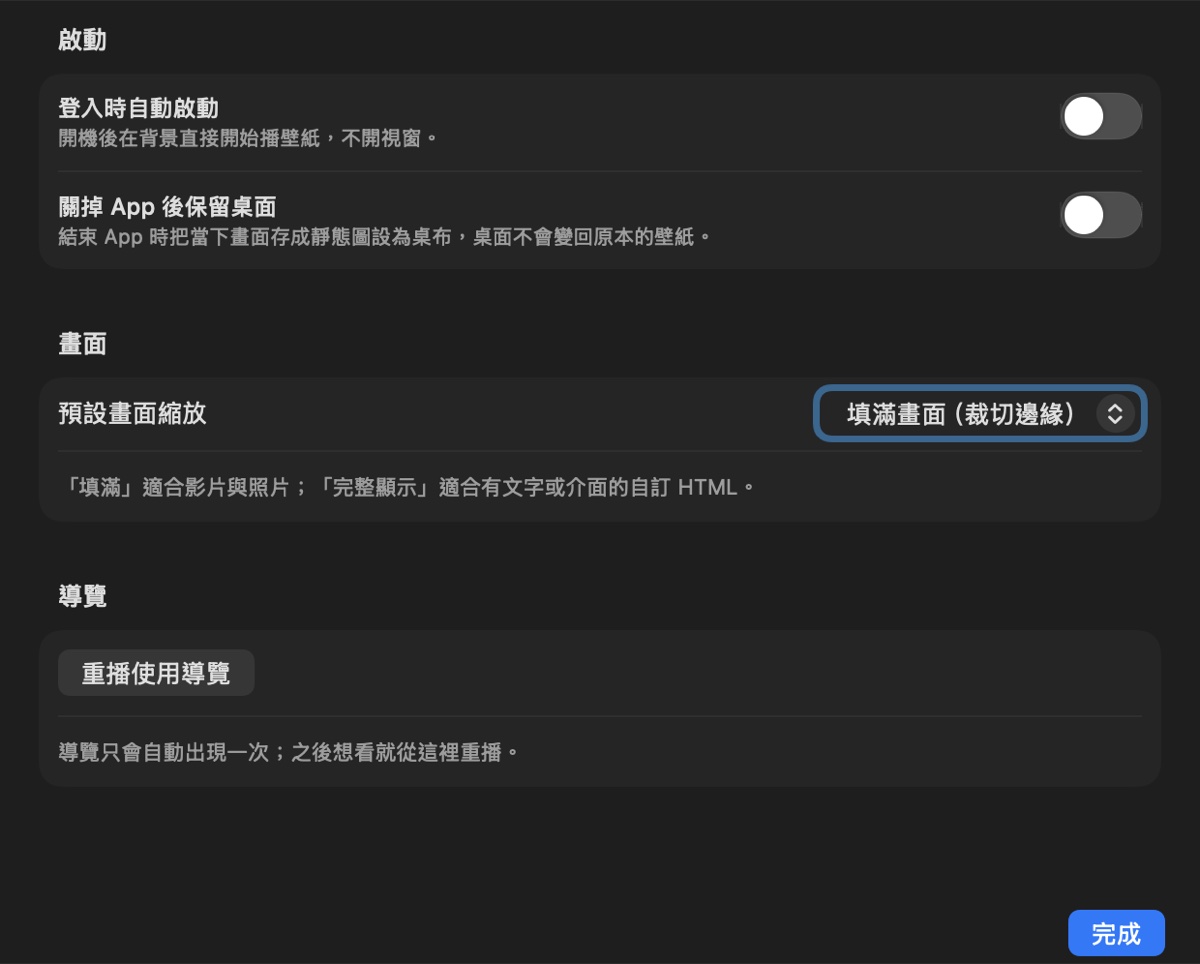 啟動
登入時自動啟動
開機後在背景直接開始播壁紙，不開視窗。
關掉 App 後保留桌面
結束 App 時把當下畫面存成靜態圖設為桌布，桌面不會變回原本的壁紙。
畫面
預設畫面縮放
填滿畫面（裁切邊緣）
「填滿」適合影片與照片；「完整顯示」適合有文字或介面的自訂 HTML。
導覽
重播使用導覽
導覽只會自動出現一次；之後想看就從這裡重播。
完成